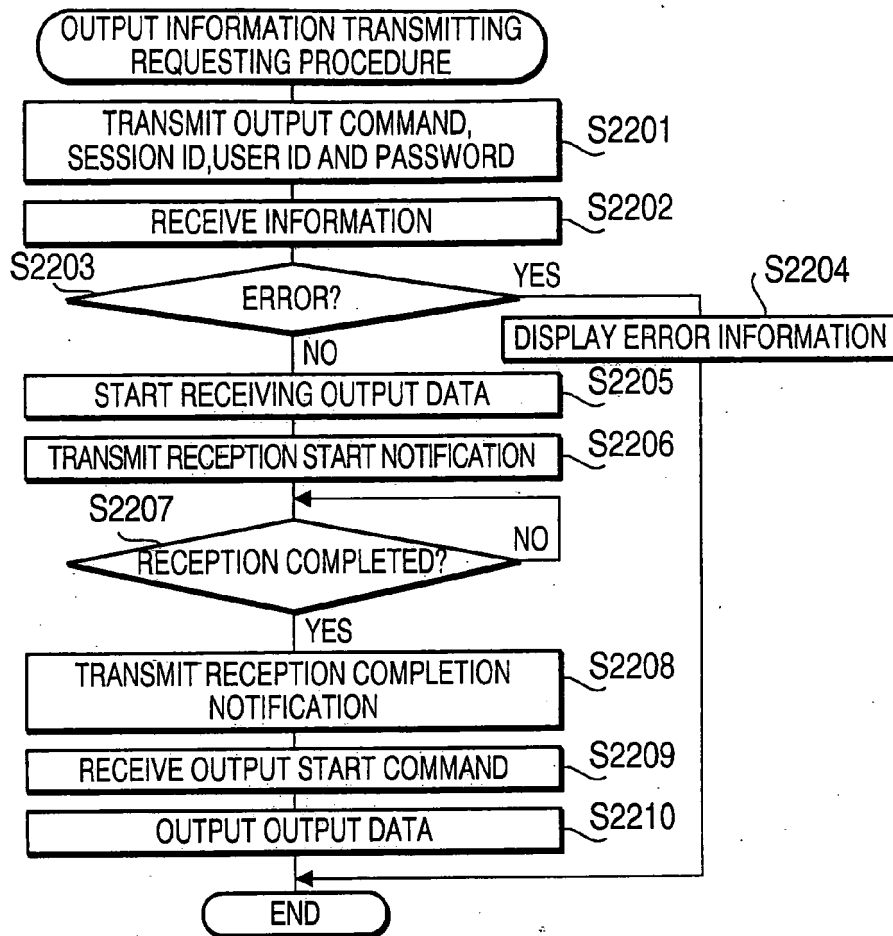 OUTPUT INFORMATION TRANSMITTING
REQUESTING PROCEDURE
TRANSMIT OUTPUT COMMAND,
SESSION ID,USER ID AND PASSWORD
S2201
RECEIVE INFORMATION
S2202
S2203
ERROR?
YES
S2204
DISPLAY ERROR INFORMATION
NO
START RECEIVING OUTPUT DATA
S2205
TRANSMIT RECEPTION START NOTIFICATION
S2206
S2207
RECEPTION COMPLETED?
NO
YES
TRANSMIT RECEPTION COMPLETION
NOTIFICATION
S2208
RECEIVE OUTPUT START COMMAND
S2209
OUTPUT OUTPUT DATA
S2210
END